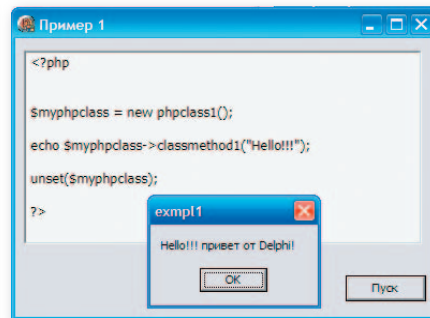 Пример 1
<?php
$myphpclass = new phpclass1();
echo $myphpclass->classmethod1("Hello!!!");
unset($myphpclass);
?>
exmpl1
Hello!!! привет от Delphi!
OK
Пуск